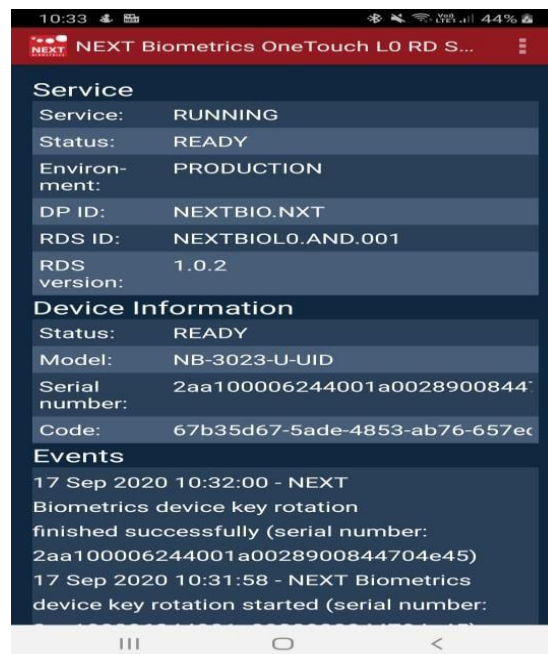 10:33 44%
NEXT NEXT Biometrics OneTouch L0 RD S...
Service
Service: RUNNING
Status: READY
Environ-
ment: PRODUCTION
DP ID: NEXTBIO.NXT
RDS ID: NEXTBIOL0.AND.001
RDS
version: 1.0.2
Device Information
Status: READY
Model: NB-3023-U-UID
Serial
number: 2aa100006244001a00289008447
Code: 67b35d67-5ade-4853-ab76-657ec
Events
17 Sep 2020 10:32:00 - NEXT
Biometrics device key rotation
finished successfully (serial number:
2aa100006244001a0028900844704e45)
17 Sep 2020 10:31:58 - NEXT Biometrics
device key rotation started (serial number: